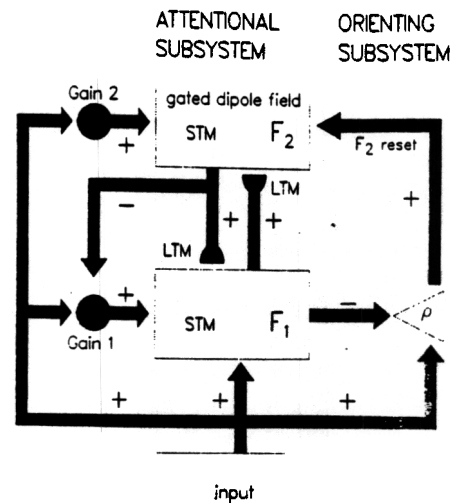 ATTENTIONAL
SUBSYSTEM
ORIENTING
SUBSYSTEM
Gain 2
gated dipole field
STM F2
F2 reset
+
+
LTM
−
+ +
LTM
+
STM F1
−
ρ
Gain 1
+ + +
input